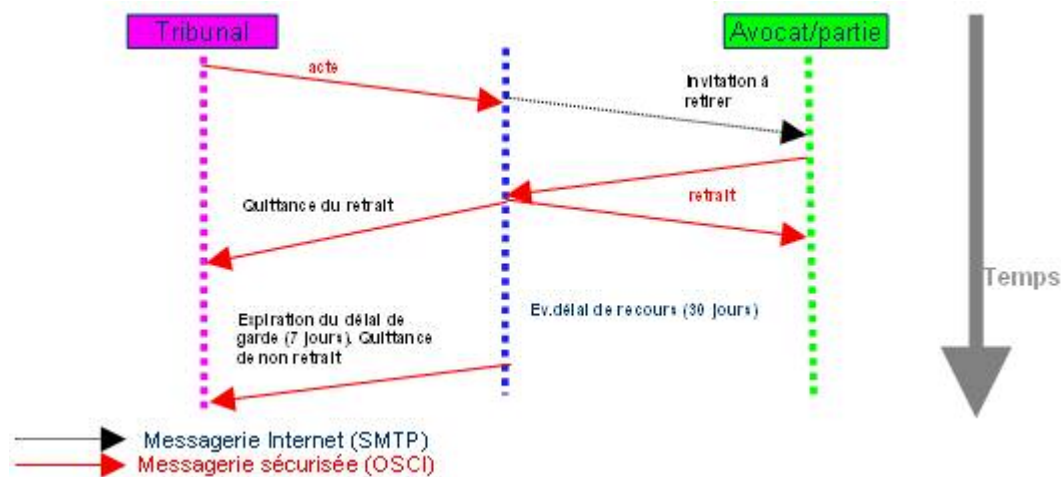 Tribunal
Avocat/partie
acte
Invitation à
retirer
Quittance du retrait
retrait
Temps
Ev.délai de recours (30 jours)
Expiration du délai de
garde (7 jours). Quittance
de non retrait
Messagerie Internet (SMTP)
Messagerie sécurisée (OSCI)